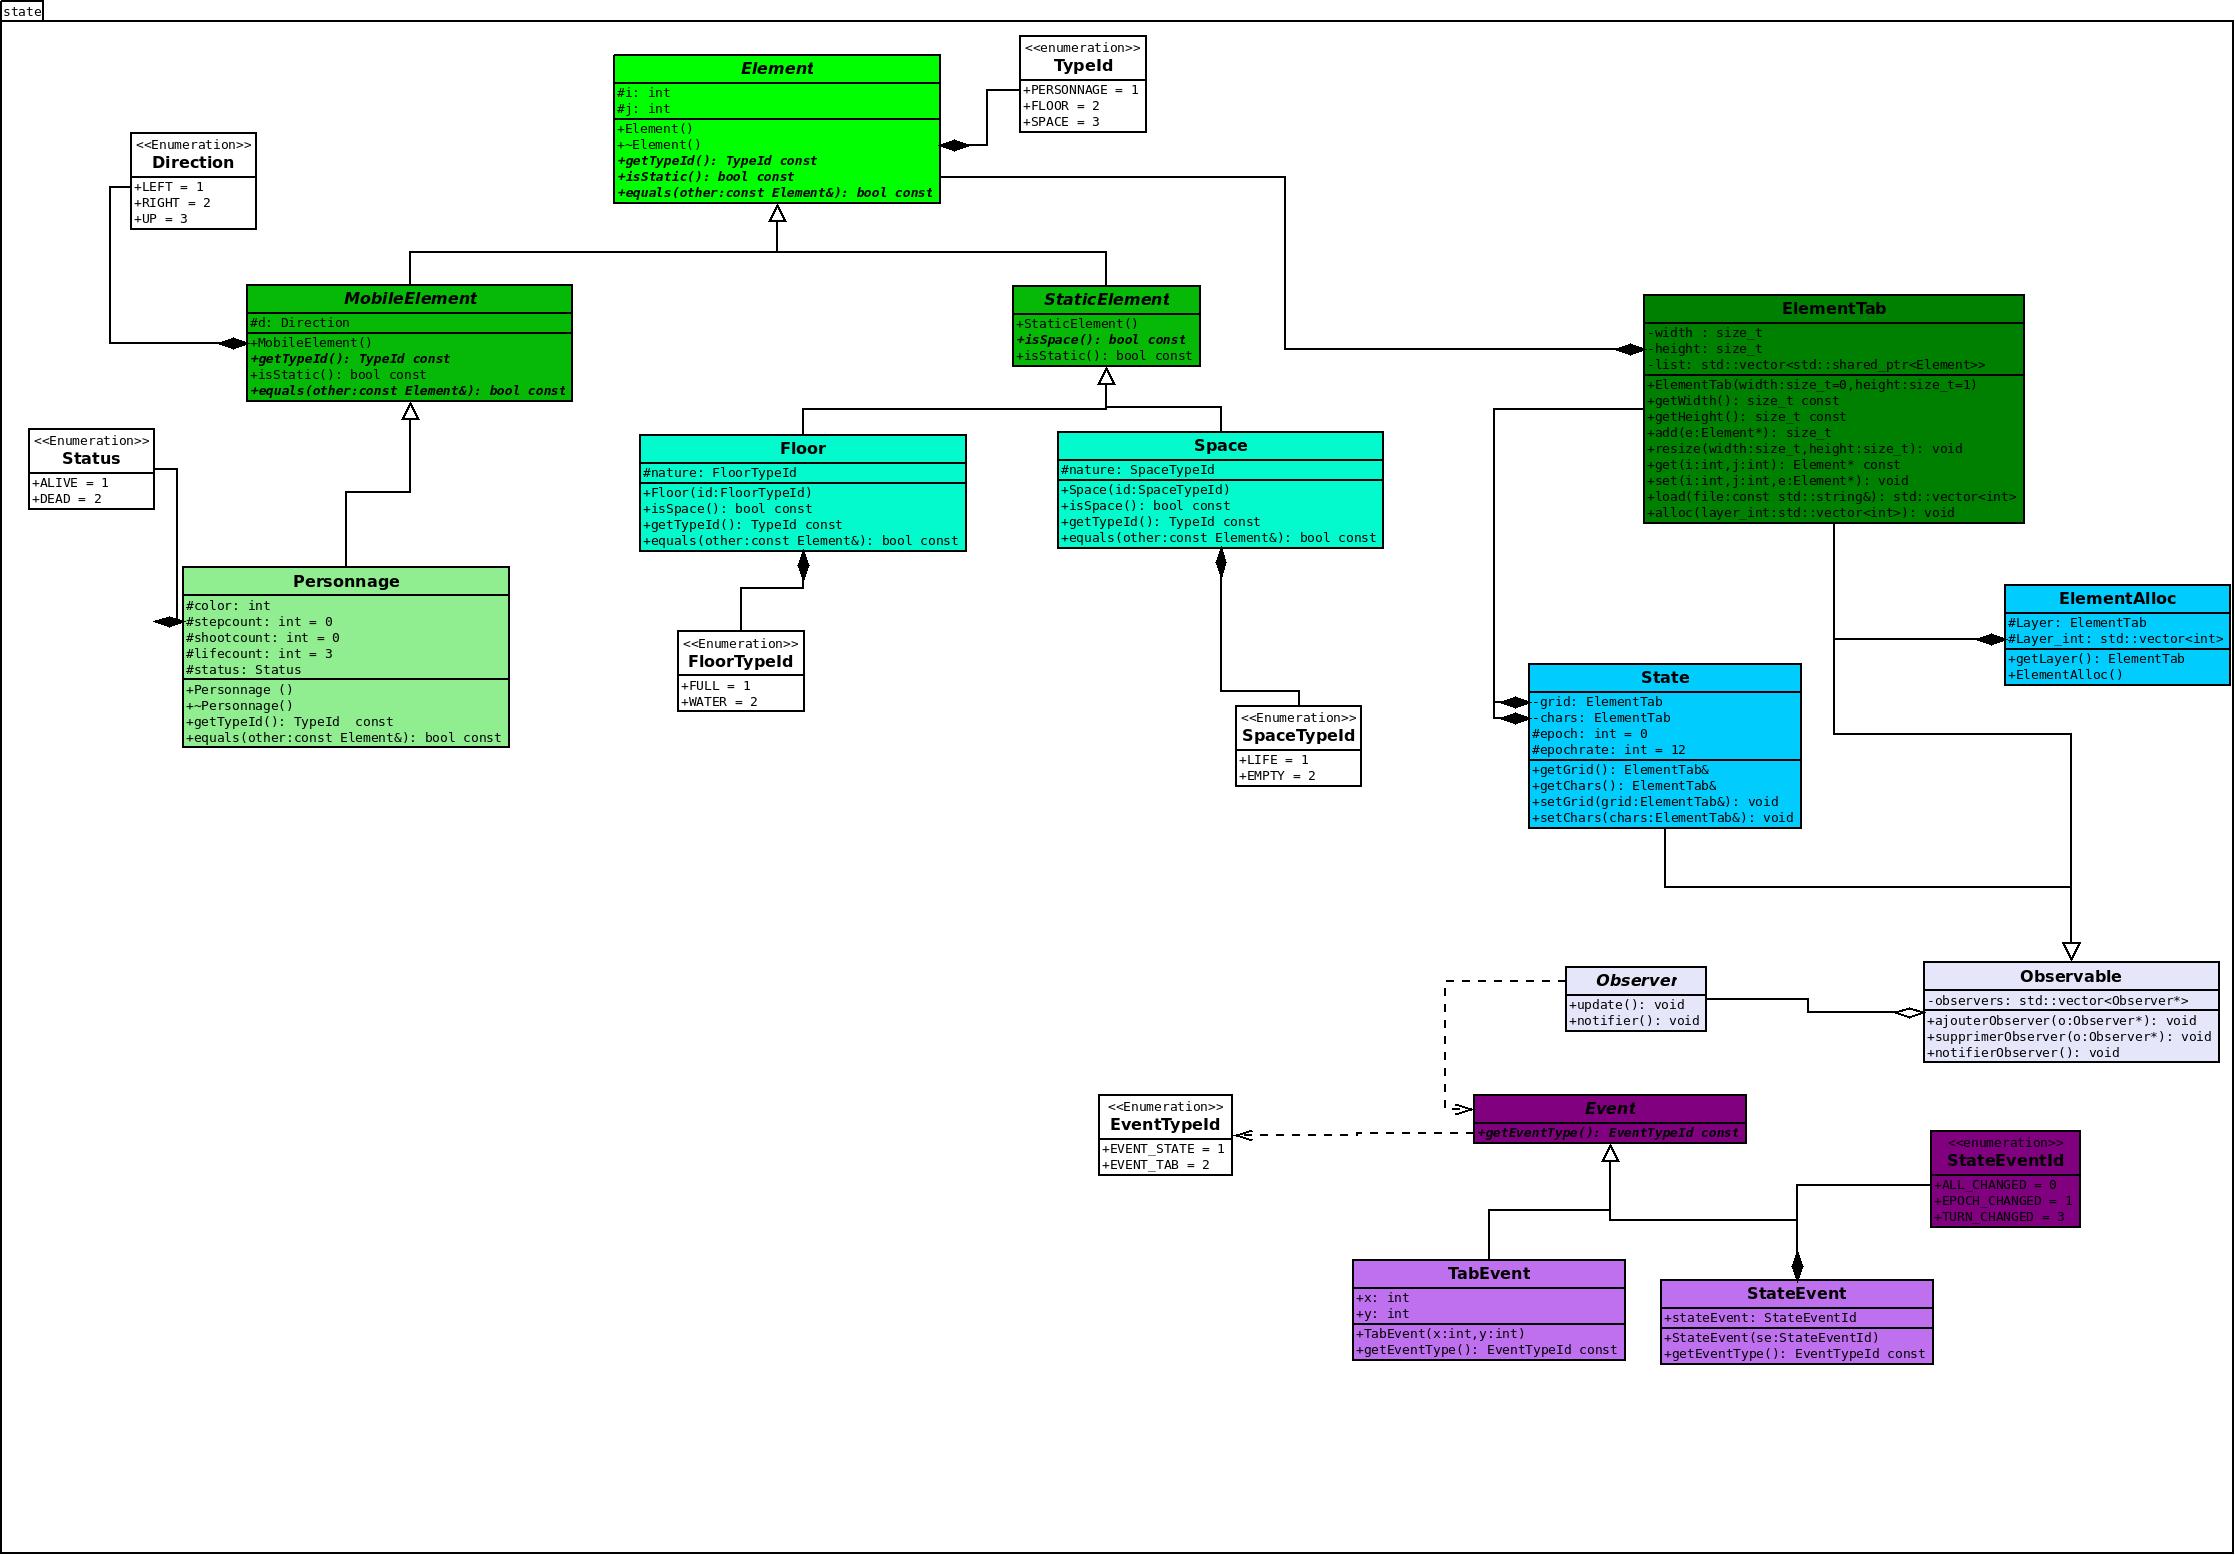 state
<<enumeration>>
TypeId
+PERSONNAGE = 1
+FLOOR = 2
+SPACE = 3
Element
#i: int
#j: int
+Element()
+~Element()
+getTypeId(): TypeId const
+isStatic(): bool const
+equals(other:const Element&): bool const
<<Enumeration>>
Direction
+LEFT = 1
+RIGHT = 2
+UP = 3
MobileElement
#d: Direction
+MobileElement()
+getTypeId(): TypeId const
+isStatic(): bool const
+equals(other:const Element&): bool const
StaticElement
+StaticElement()
+isSpace(): bool const
+isStatic(): bool const
ElementTab
-width : size_t
-height: size_t
-list: std::vector<std::shared_ptr<Element>>
+ElementTab(width:size_t=0,height:size_t=1)
+getWidth(): size_t const
+getHeight(): size_t const
+add(e:Element*): size_t
+resize(width:size_t,height:size_t): void
+get(i:int,j:int): Element* const
+set(i:int,j:int,e:Element*): void
+load(file:const std::string&): std::vector<int>
+alloc(layer_int:std::vector<int>): void
<<Enumeration>>
Status
+ALIVE = 1
+DEAD = 2
Floor
#nature: FloorTypeId
+Floor(id:FloorTypeId)
+isSpace(): bool const
+getTypeId(): TypeId const
+equals(other:const Element&): bool const
Space
#nature: SpaceTypeId
+Space(id:SpaceTypeId)
+isSpace(): bool const
+getTypeId(): TypeId const
+equals(other:const Element&): bool const
Personnage
#color: int
#stepcount: int = 0
#shootcount: int = 0
#lifecount: int = 3
#status: Status
+Personnage ()
+~Personnage()
+getTypeId(): TypeId  const
+equals(other:const Element&): bool const
<<Enumeration>>
FloorTypeId
+FULL = 1
+WATER = 2
<<Enumeration>>
SpaceTypeId
+LIFE = 1
+EMPTY = 2
ElementAlloc
#Layer: ElementTab
#Layer_int: std::vector<int>
+getLayer(): ElementTab
+ElementAlloc()
State
-grid: ElementTab
-chars: ElementTab
#epoch: int = 0
#epochrate: int = 12
+getGrid(): ElementTab&
+getChars(): ElementTab&
+setGrid(grid:ElementTab&): void
+setChars(chars:ElementTab&): void
Observer
+update(): void
+notifier(): void
Observable
-observers: std::vector<Observer*>
+ajouterObserver(o:Observer*): void
+supprimerObserver(o:Observer*): void
+notifierObserver(): void
<<Enumeration>>
EventTypeId
+EVENT_STATE = 1
+EVENT_TAB = 2
Event
+getEventType(): EventTypeId const
<<enumeration>>
StateEventId
+ALL_CHANGED = 0
+EPOCH_CHANGED = 1
+TURN_CHANGED = 3
TabEvent
+x: int
+y: int
+TabEvent(x:int,y:int)
+getEventType(): EventTypeId const
StateEvent
+stateEvent: StateEventId
+StateEvent(se:StateEventId)
+getEventType(): EventTypeId const